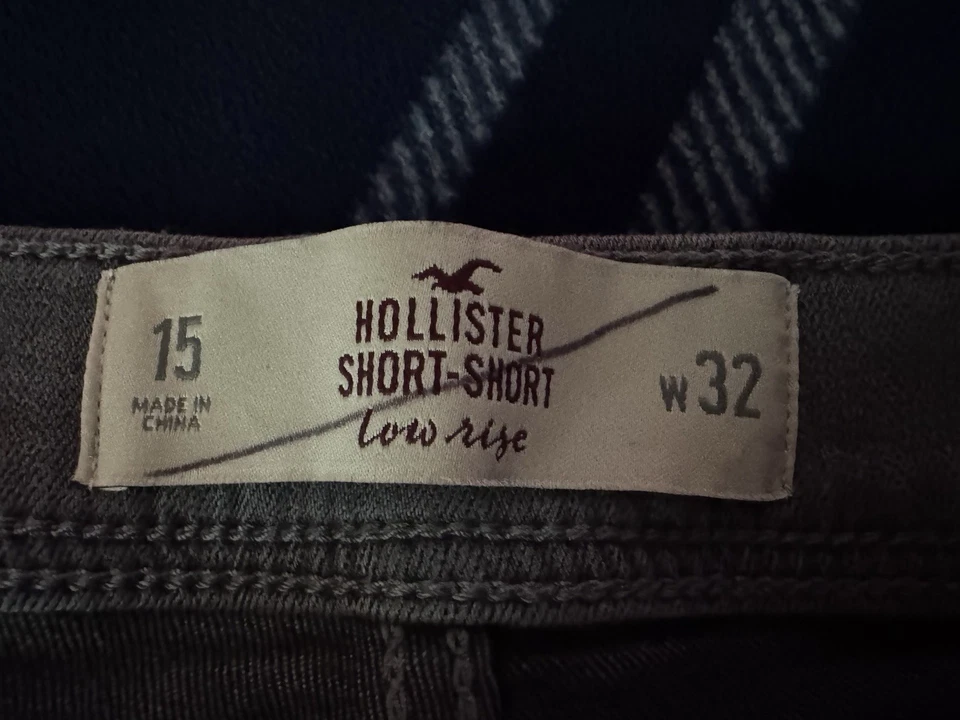 15
MADE IN
CHINA
HOLLISTER
SHORT-SHORT
low rise
W32